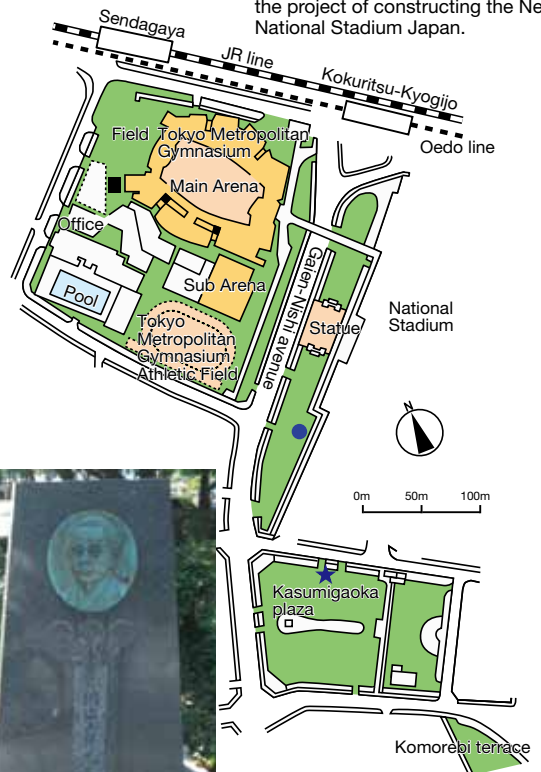 the project of constructing the Ne
National Stadium Japan.
Sendagaya
JR line
Kokuritsu-Kyogijo
Oedo line
Field
Tokyo Metropolitan
Gymnasium
Main Arena
Office
Sub Arena
Pool
Tokyo
Metropolitan
Gymnasium
Athletic Field
Gaien-Nishi avenue
Statue
National
Stadium
N
0m 50m 100m
Kasumigaoka
plaza
Komorebi terrace